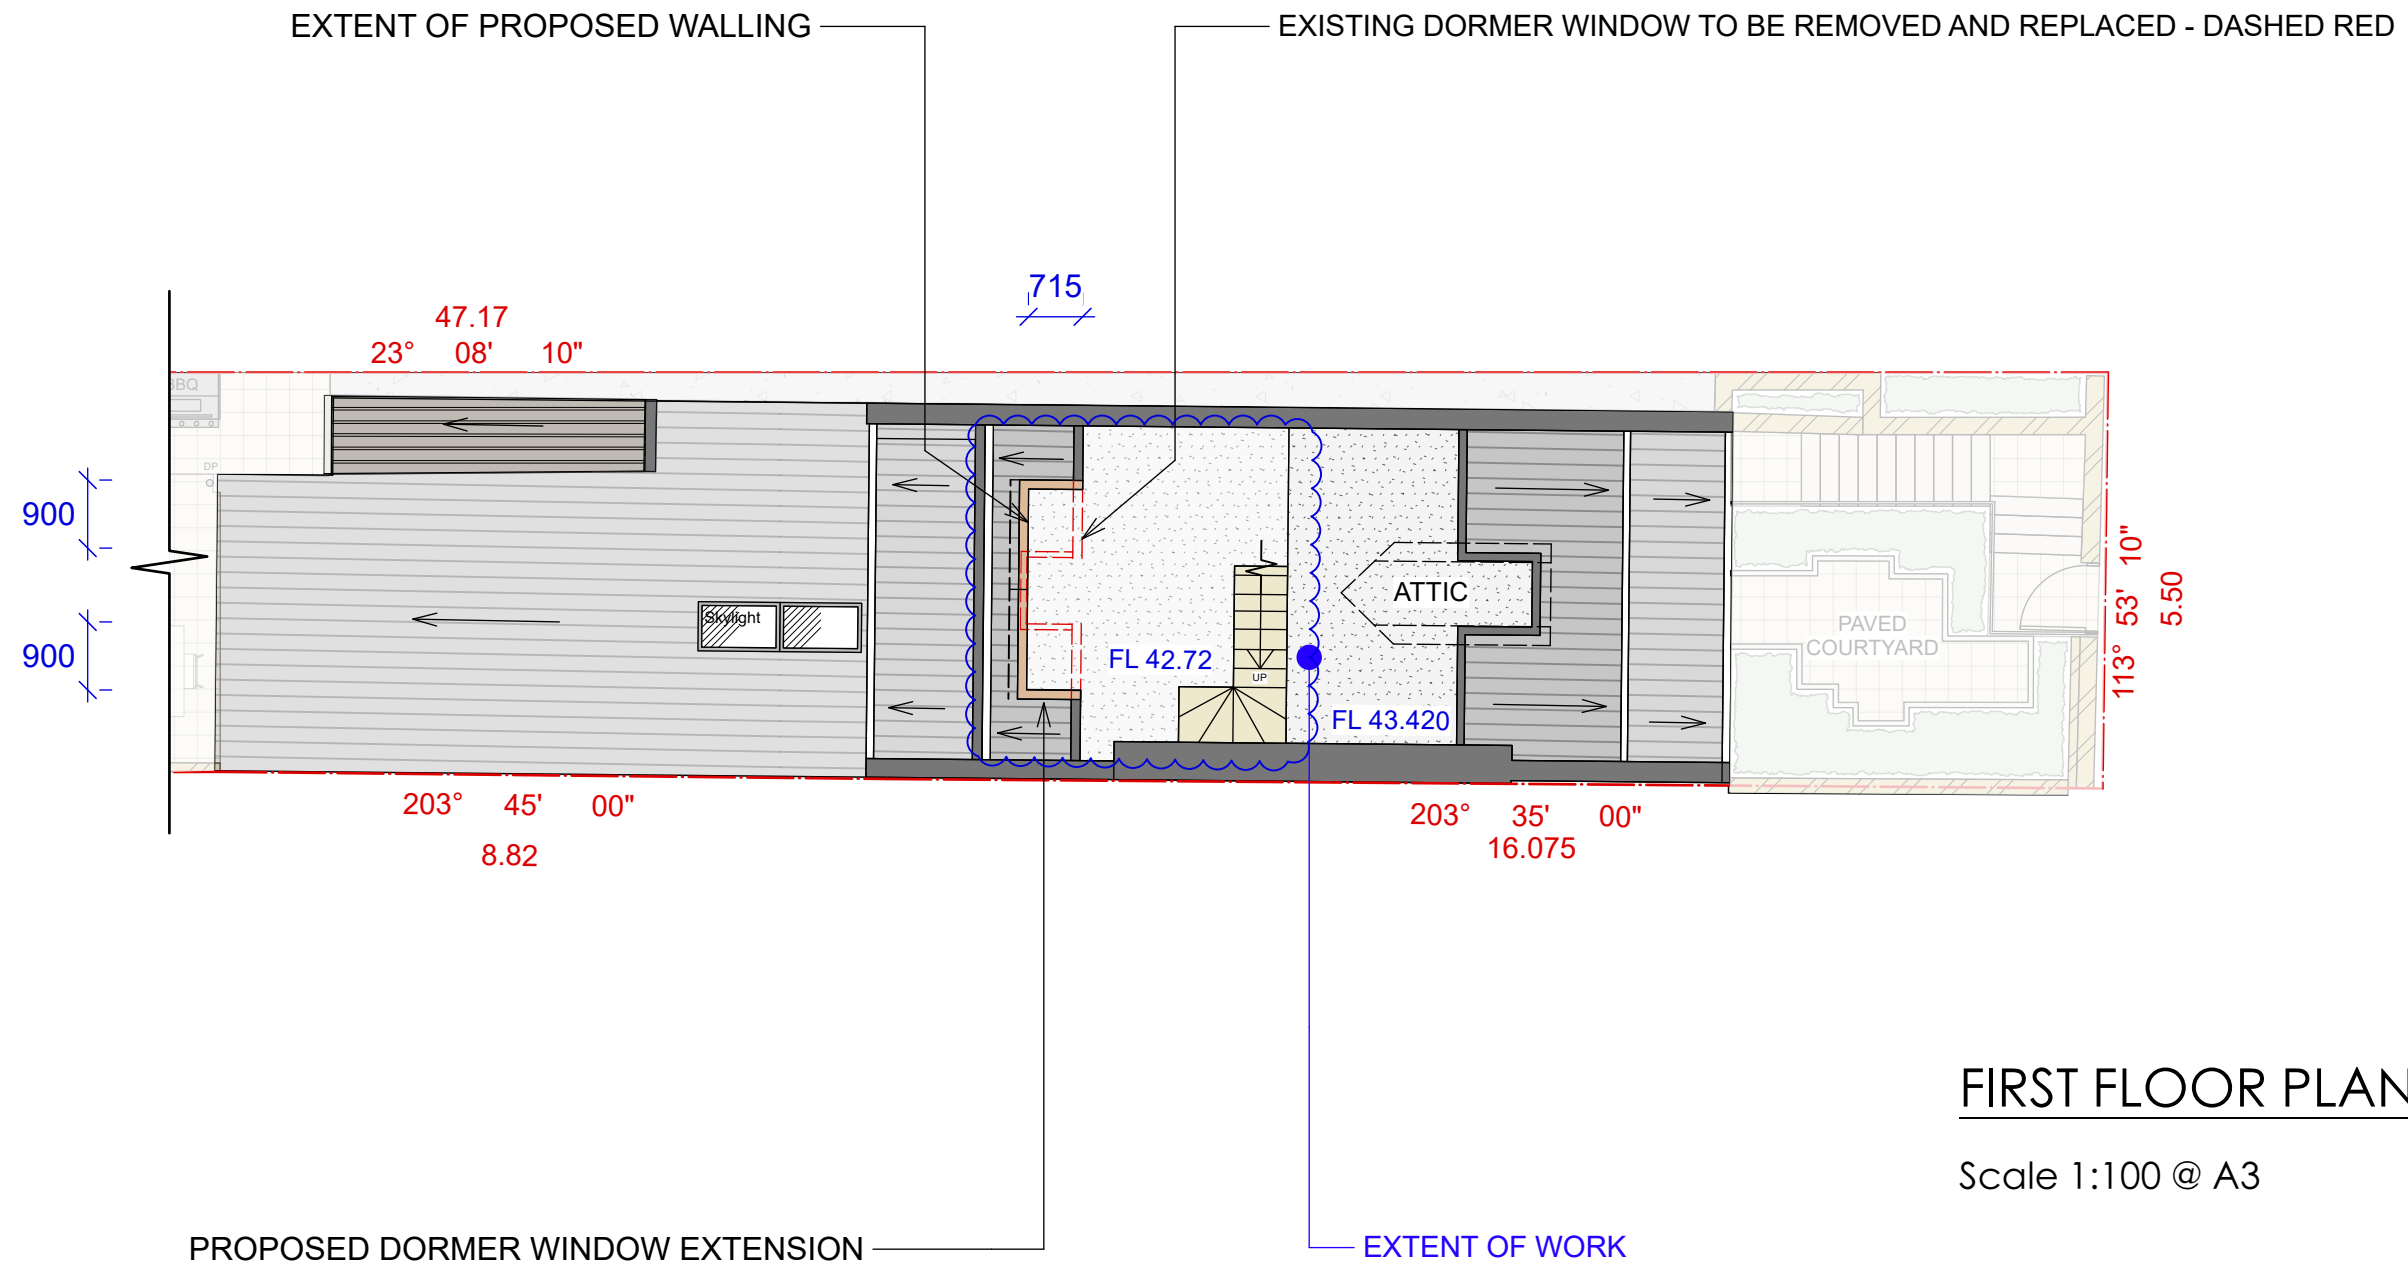 EXTENT OF PROPOSED WALLING
EXISTING DORMER WINDOW TO BE REMOVED AND REPLACED - DASHED RED
715
47.17
23° 08' 10"
BBQ
DP
900
900
Skylight
ATTIC
FL 42.72
UP
FL 43.420
PAVED
COURTYARD
113° 53' 10"
5.50
203° 45' 00"
8.82
203° 35' 00"
16.075
FIRST FLOOR PLAN
Scale 1:100 @ A3
PROPOSED DORMER WINDOW EXTENSION
EXTENT OF WORK